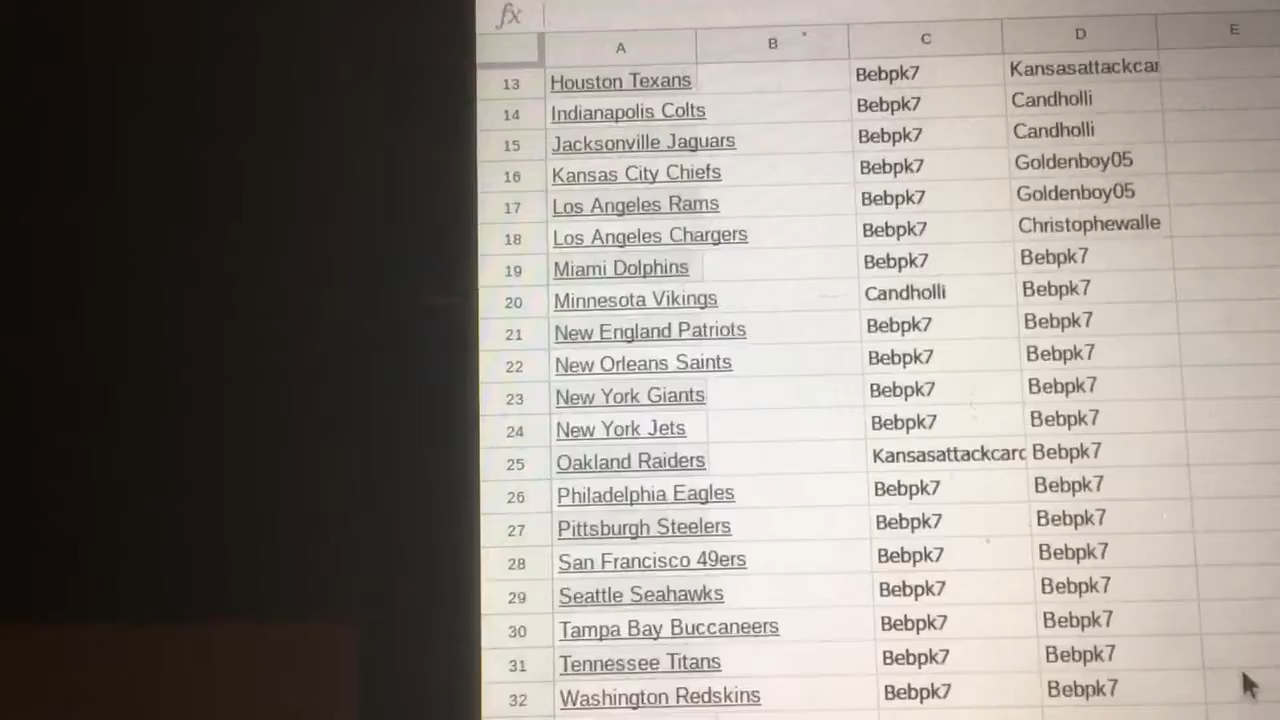 fx
A B C D E
13 Houston Texans Bebpk7 Kansasattackcar
14 Indianapolis Colts Bebpk7 Candholli
15 Jacksonville Jaguars Bebpk7 Candholli
16 Kansas City Chiefs Bebpk7 Goldenboy05
17 Los Angeles Rams Bebpk7 Goldenboy05
18 Los Angeles Chargers Bebpk7 Christophewalle
19 Miami Dolphins Bebpk7 Bebpk7
20 Minnesota Vikings Candholli Bebpk7
21 New England Patriots Bebpk7 Bebpk7
22 New Orleans Saints Bebpk7 Bebpk7
23 New York Giants Bebpk7 Bebpk7
24 New York Jets Bebpk7 Bebpk7
25 Oakland Raiders Kansasattackcarc Bebpk7
26 Philadelphia Eagles Bebpk7 Bebpk7
27 Pittsburgh Steelers Bebpk7 Bebpk7
28 San Francisco 49ers Bebpk7 Bebpk7
29 Seattle Seahawks Bebpk7 Bebpk7
30 Tampa Bay Buccaneers Bebpk7 Bebpk7
31 Tennessee Titans Bebpk7 Bebpk7
32 Washington Redskins Bebpk7 Bebpk7